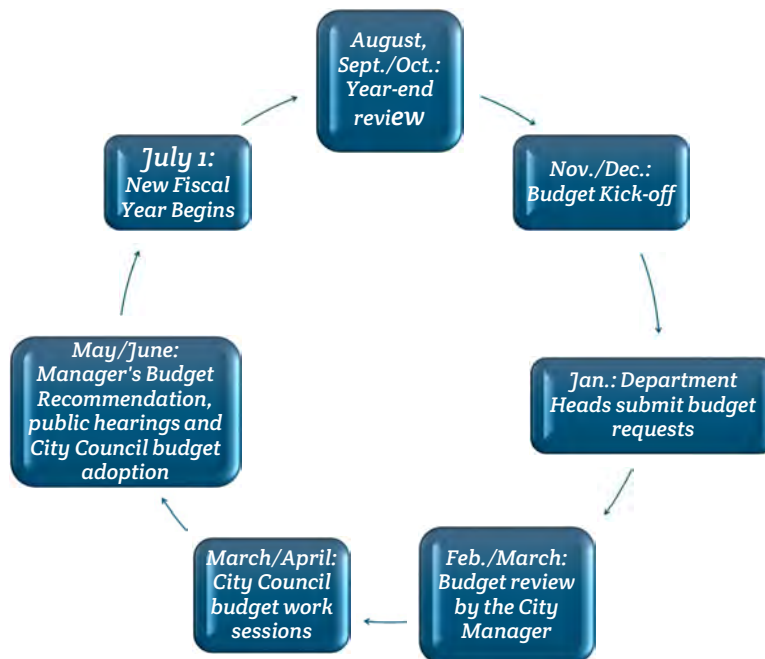 August,
Sept./Oct.:
Year-end
review
Nov./Dec.:
Budget Kick-off
Jan.: Department
Heads submit budget
requests
Feb./March:
Budget review
by the City
Manager
March/April:
City Council
budget work
sessions
May/June:
Manager's Budget
Recommendation,
public hearings and
City Council budget
adoption
July 1:
New Fiscal
Year Begins